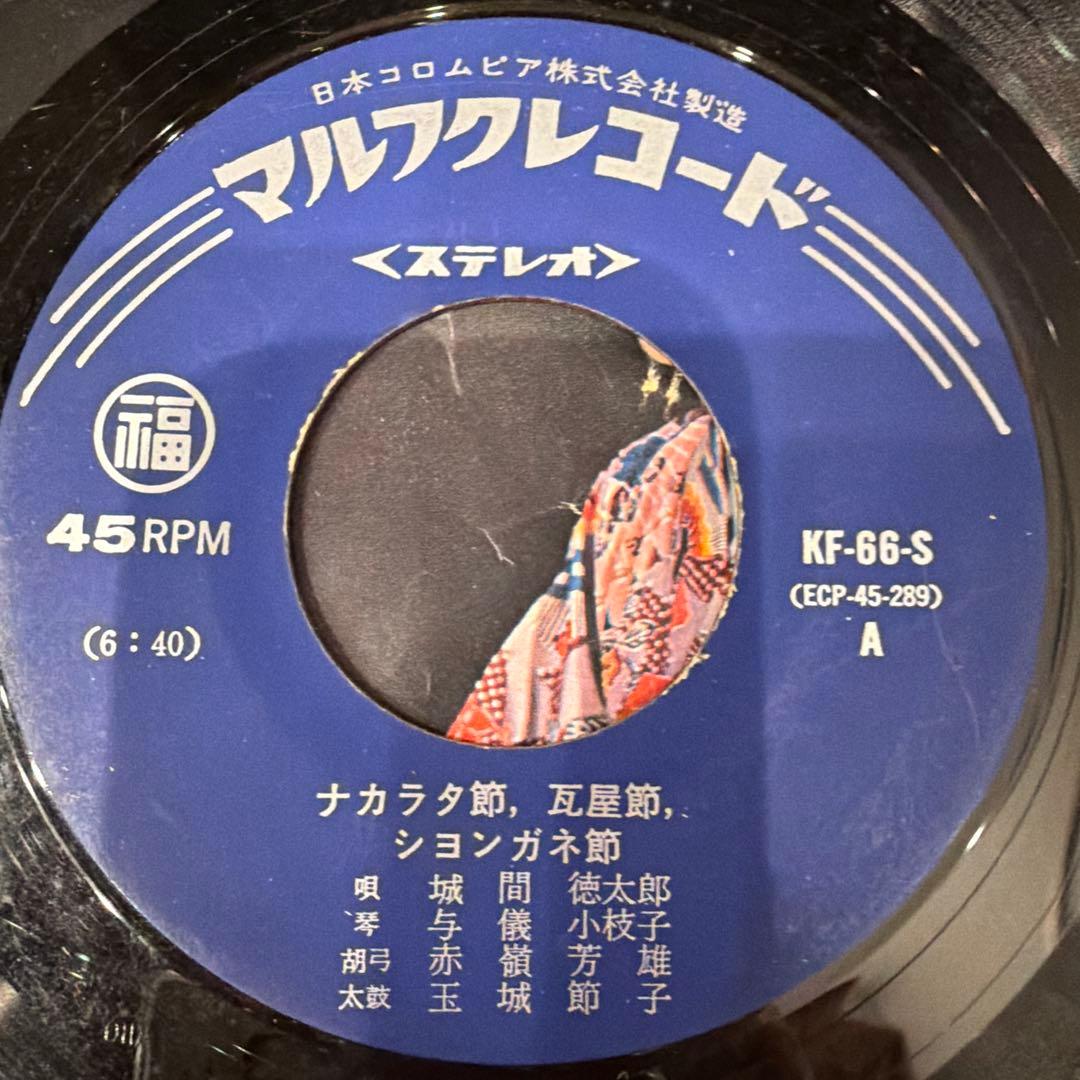 日本コロムビア株式会社製造
マルフクレコード
<ステレオ>
福
45 RPM
(6:40)
KF-66-S
(ECP-45-289)
A
ナカラタ節, 瓦屋節,
シヨンガネ節
唄 城間 徳太郎
琴 与儀 小枝子
胡弓 赤嶺 芳雄
太鼓 玉城 節子